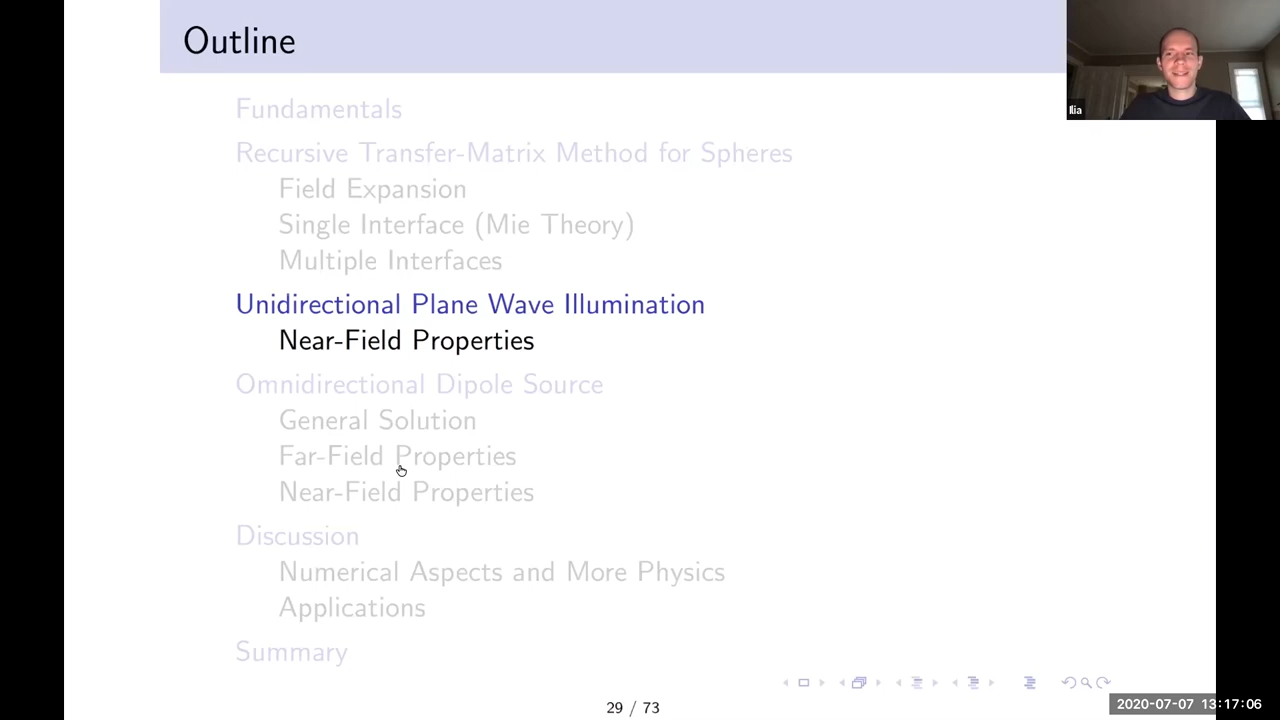 Outline
Ilia
Fundamentals
Recursive Transfer-Matrix Method for Spheres
Field Expansion
Single Interface (Mie Theory)
Multiple Interfaces
Unidirectional Plane Wave Illumination
Near-Field Properties
Omnidirectional Dipole Source
General Solution
Far-Field Properties
Near-Field Properties
Discussion
Numerical Aspects and More Physics
Applications
Summary
29 / 73
2020-07-07 13:17:06